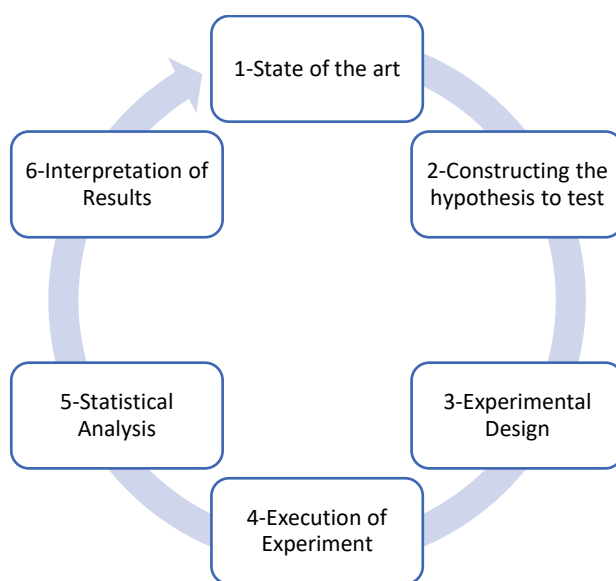 1-State of the art
2-Constructing the
hypothesis to test
3-Experimental
Design
4-Execution of
Experiment
5-Statistical
Analysis
6-Interpretation of
Results